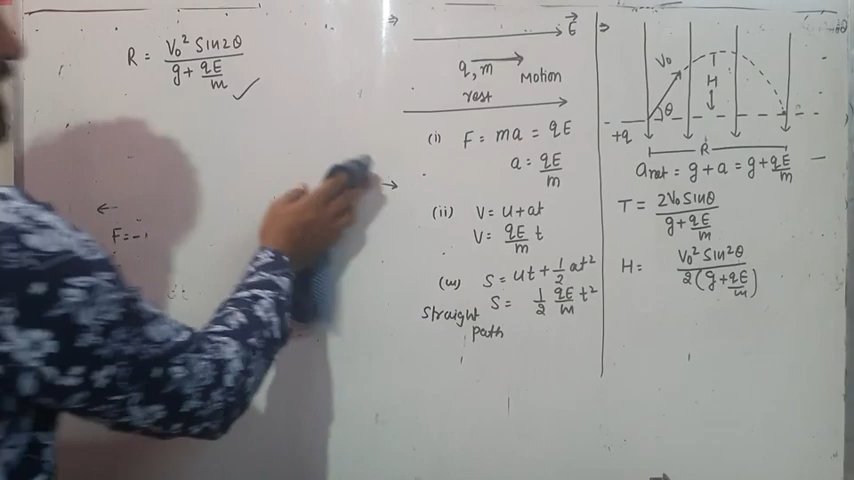 R = V₀² Sin2θ / (g + qE/m) ✓
←
F = -
⇒ → E⃗
q, m → Motion
rest
(i) F = ma = qE
a = qE/m
(ii) V = u + at
V = qE/m t
(iii) S = ut + 1/2 at²
S = 1/2 qE/m t²
Straight
path
⇒
V₀
T
H
θ
+q
R
a net = g + a = g + qE/m —
T = 2V₀ Sinθ / (g + qE/m)
H = V₀² Sin²θ / 2(g + qE/m)